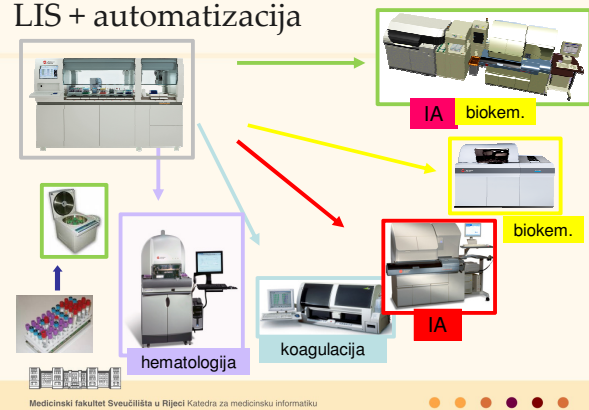 LIS + automatizacija
IA
biokem.
biokem.
IA
koagulacija
hematologija
Medicinski fakultet Sveučilišta u Rijeci Katedra za medicinsku informatiku